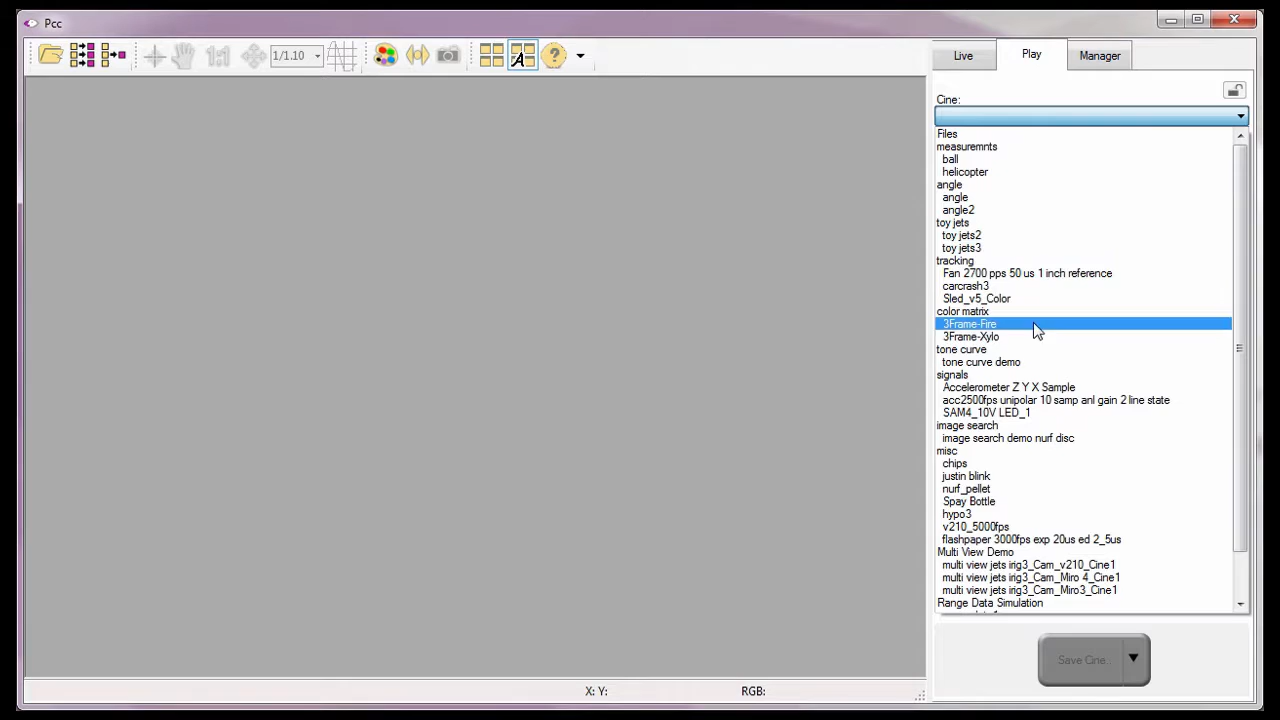 Pcc
1/1.10
A
?
Live
Play
Manager
Cine:
Files
measuremnts
ball
helicopter
angle
angle
angle2
toy jets
toy jets2
toy jets3
tracking
Fan 2700 pps 50 us 1 inch reference
carcrash3
Sled_v5_Color
color matrix
3Frame-Fire
3Frame-Xylo
tone curve
tone curve demo
signals
Accelerometer Z Y X Sample
acc2500fps unipolar 10 samp anl gain 2 line state
SAM4_10V LED_1
image search
image search demo nurf disc
misc
chips
justin blink
nurf_pellet
Spay Bottle
hypo3
v210_5000fps
flashpaper 3000fps exp 20us ed 2_5us
Multi View Demo
multi view jets irig3_Cam_v210_Cine1
multi view jets irig3_Cam_Miro 4_Cine1
multi view jets irig3_Cam_Miro3_Cine1
Range Data Simulation
Save Cine...
X: Y:
RGB: